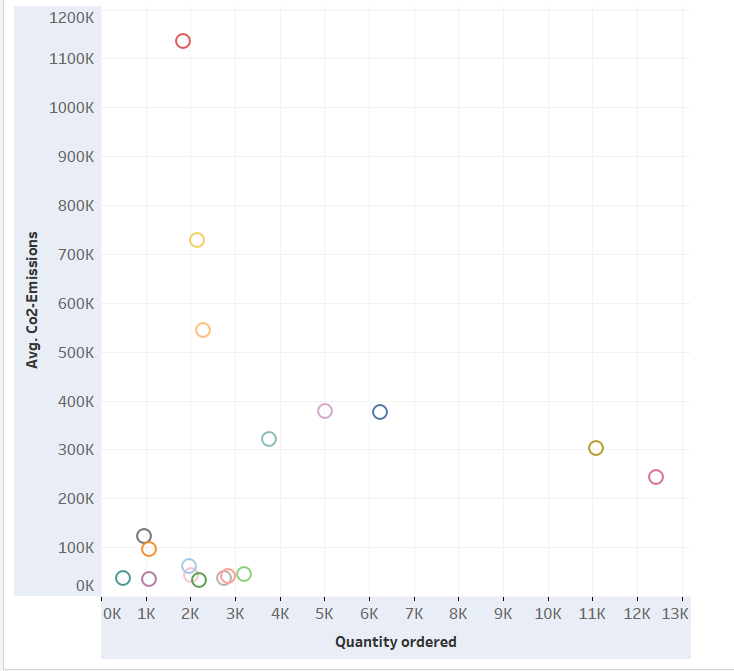 1200K
1100K
1000K
900K
800K
700K
600K
500K
400K
300K
200K
100K
0K
Avg. Co2-Emissions
0K 1K 2K 3K 4K 5K 6K 7K 8K 9K 10K 11K 12K 13K
Quantity ordered